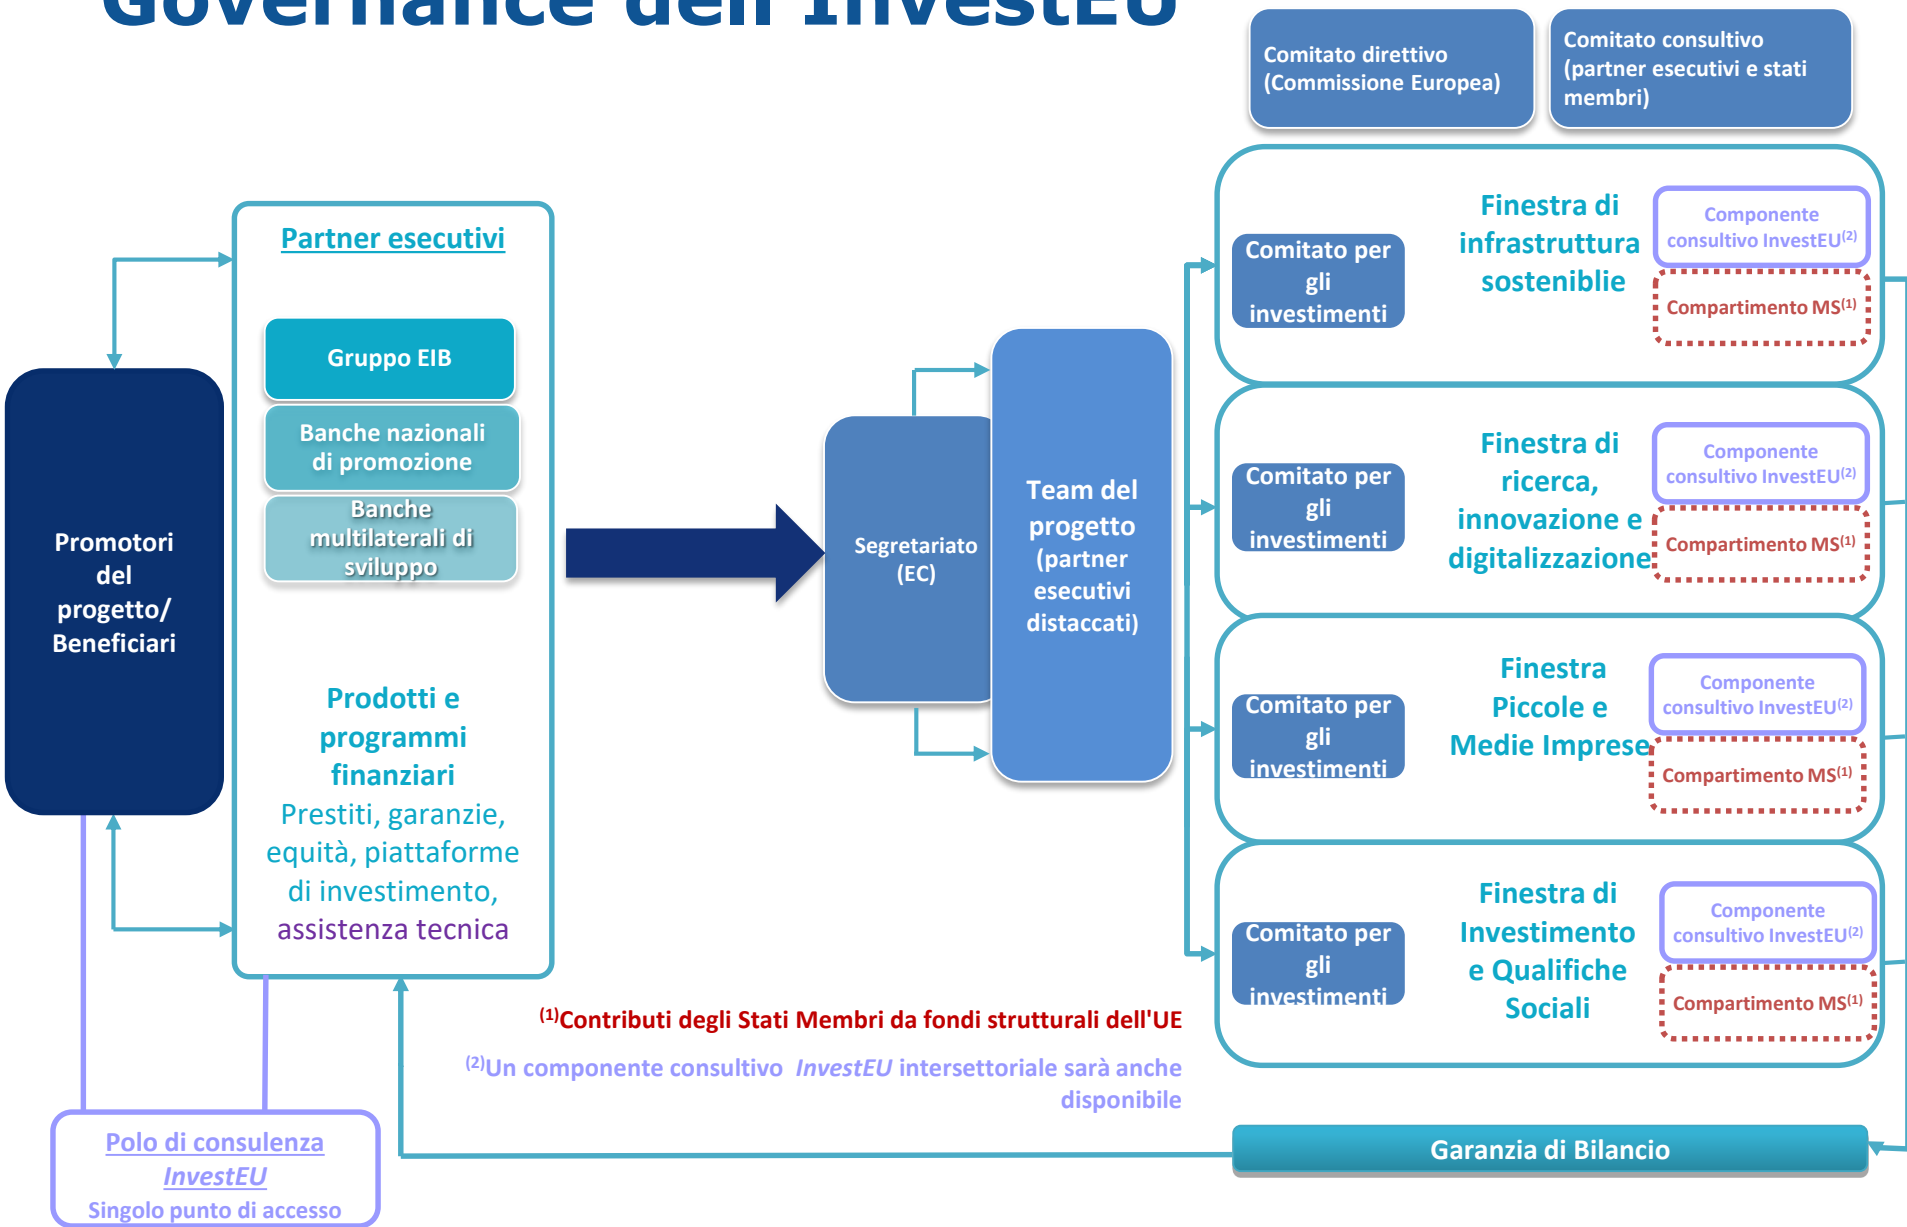 Governance dell'InvestEU
Comitato direttivo
(Commissione Europea)
Comitato consultivo
(partner esecutivi e stati
membri)
Promotori
del
progetto/
Beneficiari
Partner esecutivi
Gruppo EIB
Banche nazionali
di promozione
Banche
multilaterali di
sviluppo
Prodotti e
programmi
finanziari
Prestiti, garanzie,
equità, piattaforme
di investimento,
assistenza tecnica
Segretariato
(EC)
Team del
progetto
(partner
esecutivi
distaccati)
Comitato per
gli
investimenti
Finestra di
infrastruttura
sosteniblie
Componente
consultivo InvestEU(2)
Compartimento MS(1)
Comitato per
gli
investimenti
Finestra di
ricerca,
innovazione e
digitalizzazione
Componente
consultivo InvestEU(2)
Compartimento MS(1)
Comitato per
gli
investimenti
Finestra
Piccole e
Medie Imprese
Componente
consultivo InvestEU(2)
Compartimento MS(1)
Comitato per
gli
investimenti
Finestra di
Investimento
e Qualifiche
Sociali
Componente
consultivo InvestEU(2)
Compartimento MS(1)
(1)Contributi degli Stati Membri da fondi strutturali dell'UE
(2)Un componente consultivo InvestEU intersettoriale sarà anche
disponibile
Polo di consulenza
InvestEU
Singolo punto di accesso
Garanzia di Bilancio